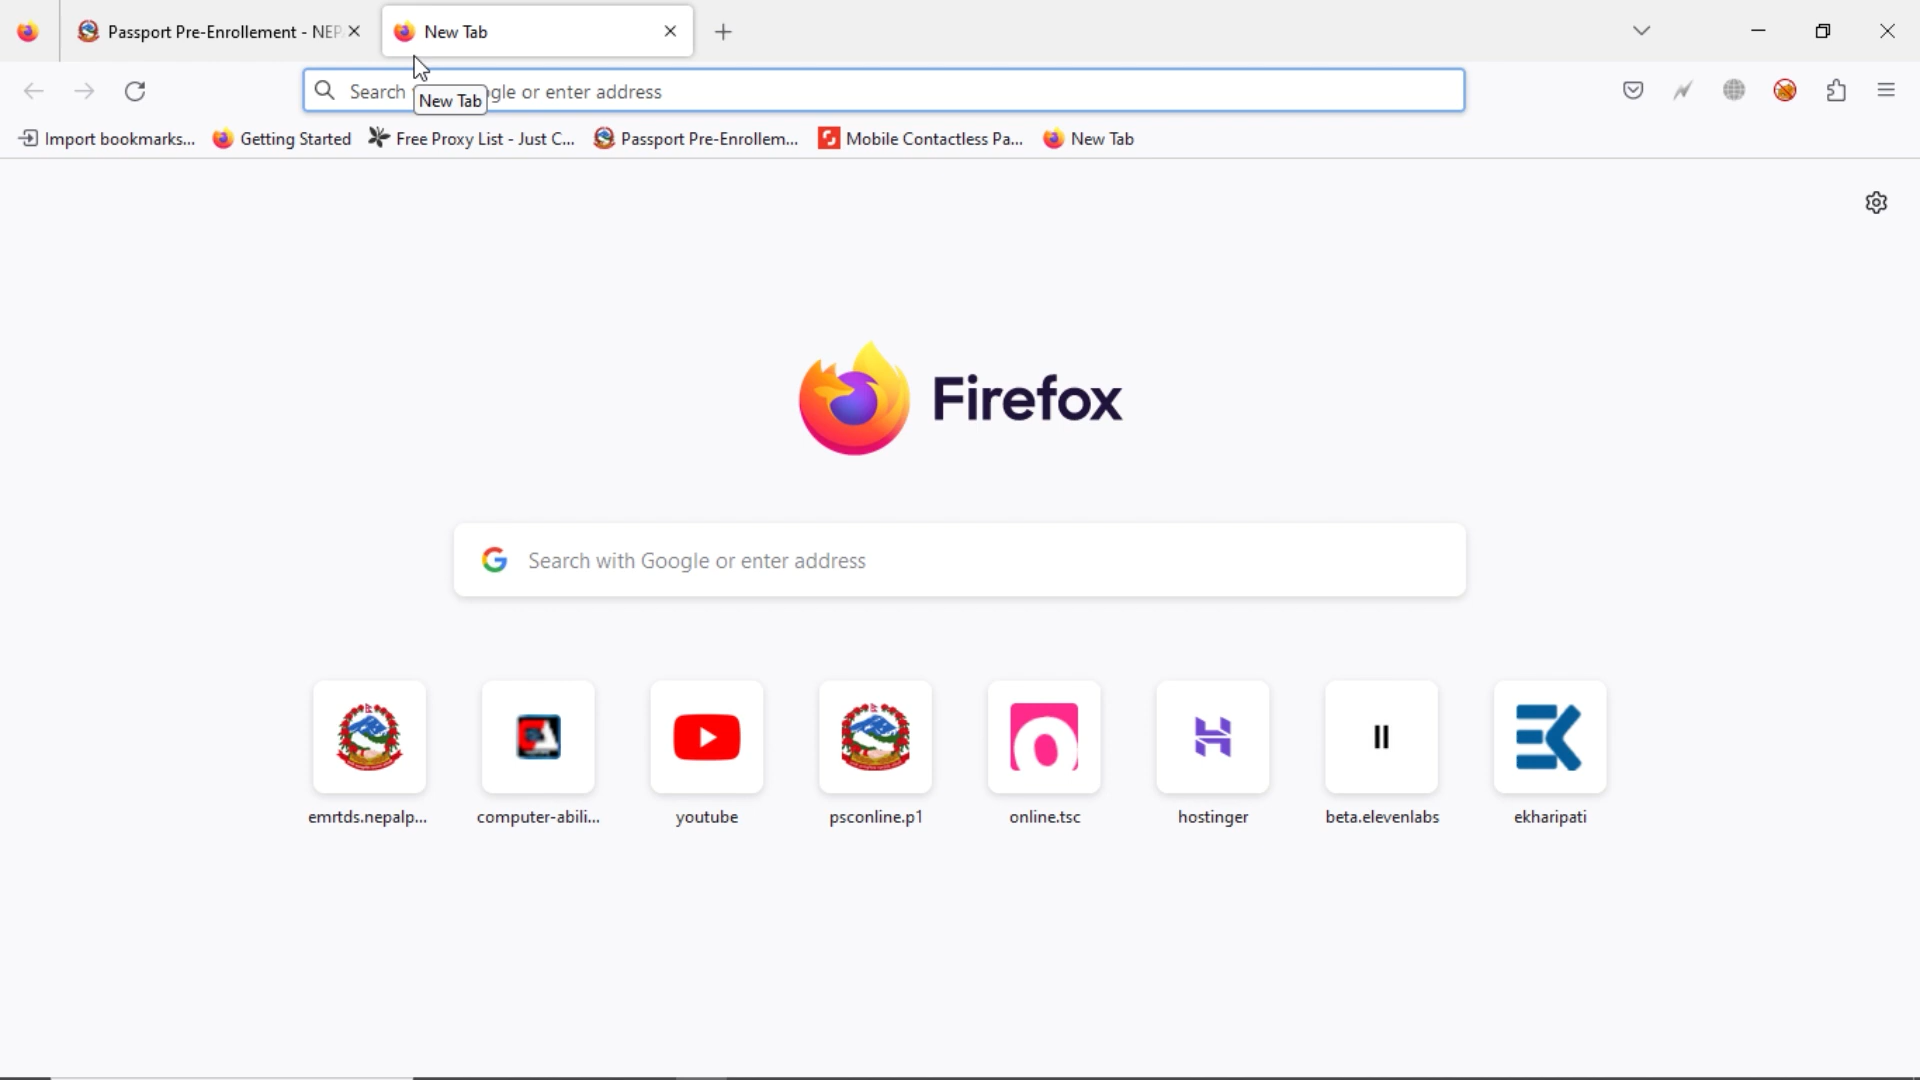 Passport Pre-Enrollement - NEP
New Tab
Search gle or enter address
New Tab
Import bookmarks... Getting Started Free Proxy List - Just C... Passport Pre-Enrollem... Mobile Contactless Pa... New Tab
Firefox
Search with Google or enter address
emrtds.nepalp... computer-abili... youtube psconline.p1 online.tsc hostinger beta.elevenlabs ekharipati